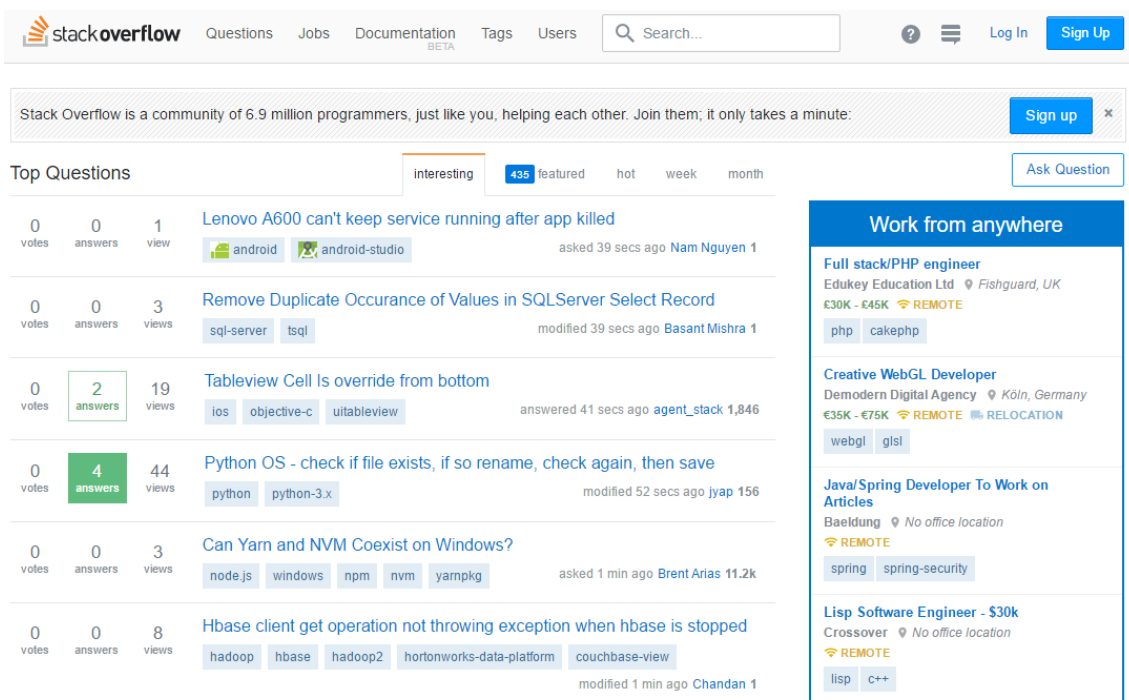 stackoverflow Questions Jobs Documentation BETA Tags Users Search... ? Log In Sign Up
Stack Overflow is a community of 6.9 million programmers, just like you, helping each other. Join them; it only takes a minute: Sign up ×
Top Questions interesting 435 featured hot week month Ask Question
0 votes 0 answers 1 view
Lenovo A600 can't keep service running after app killed
android android-studio
asked 39 secs ago Nam Nguyen 1
0 votes 0 answers 3 views
Remove Duplicate Occurance of Values in SQLServer Select Record
sql-server tsql
modified 39 secs ago Basant Mishra 1
0 votes 2 answers 19 views
Tableview Cell Is override from bottom
ios objective-c uitableview
answered 41 secs ago agent_stack 1,846
0 votes 4 answers 44 views
Python OS - check if file exists, if so rename, check again, then save
python python-3.x
modified 52 secs ago jyap 156
0 votes 0 answers 3 views
Can Yarn and NVM Coexist on Windows?
node.js windows npm nvm yarnpkg
asked 1 min ago Brent Arias 11.2k
0 votes 0 answers 8 views
Hbase client get operation not throwing exception when hbase is stopped
hadoop hbase hadoop2 hortonworks-data-platform couchbase-view
modified 1 min ago Chandan 1
Work from anywhere
Full stack/PHP engineer
Edukey Education Ltd Fishguard, UK
£30K - £45K REMOTE
php cakephp
Creative WebGL Developer
Demodern Digital Agency Köln, Germany
€35K - €75K REMOTE RELOCATION
webgl glsl
Java/Spring Developer To Work on
Articles
Baeldung No office location
REMOTE
spring spring-security
Lisp Software Engineer - $30k
Crossover No office location
REMOTE
lisp c++